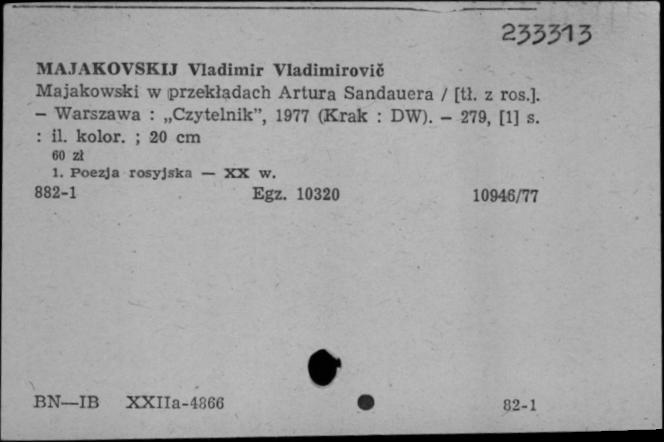 233313
MAJAKOVSKIJ Vladimir Vladimirovič
Majakowski w przekładach Artura Sandauera / [tł. z ros.].
– Warszawa : „Czytelnik”, 1977 (Krak : DW). – 279, [1] s.
: il. kolor. ; 20 cm
60 zł
1. Poezja rosyjska — XX w.
882-1 Egz. 10320 10946/77
BN—IB XXIIa-4866 82-1